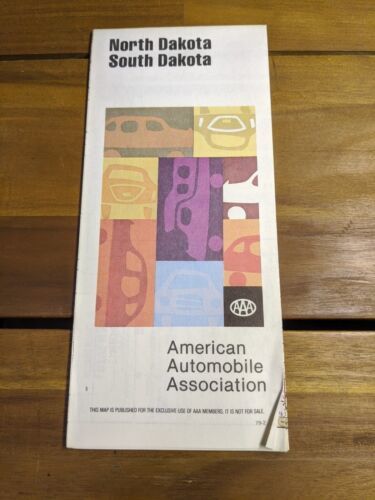 North Dakota
South Dakota
AAA
American
Automobile
Association
THIS MAP IS PUBLISHED FOR THE EXCLUSIVE USE OF AAA MEMBERS. IT IS NOT FOR SALE.